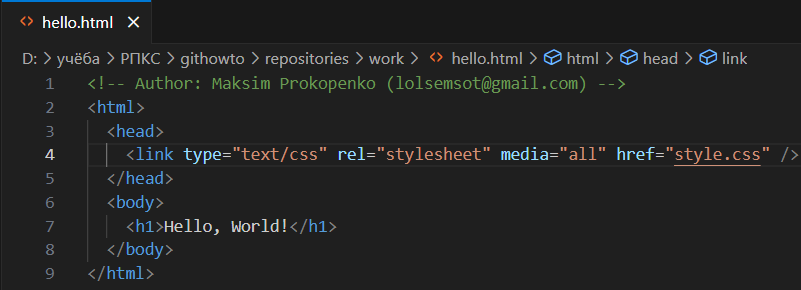 hello.html
D: > учёба > РПКС > githowto > repositories > work > hello.html > html > head > link
1 <!-- Author: Maksim Prokopenko (lolsemsot@gmail.com) -->
2 <html>
3 <head>
4 <link type="text/css" rel="stylesheet" media="all" href="style.css" />
5 </head>
6 <body>
7 <h1>Hello, World!</h1>
8 </body>
9 </html>